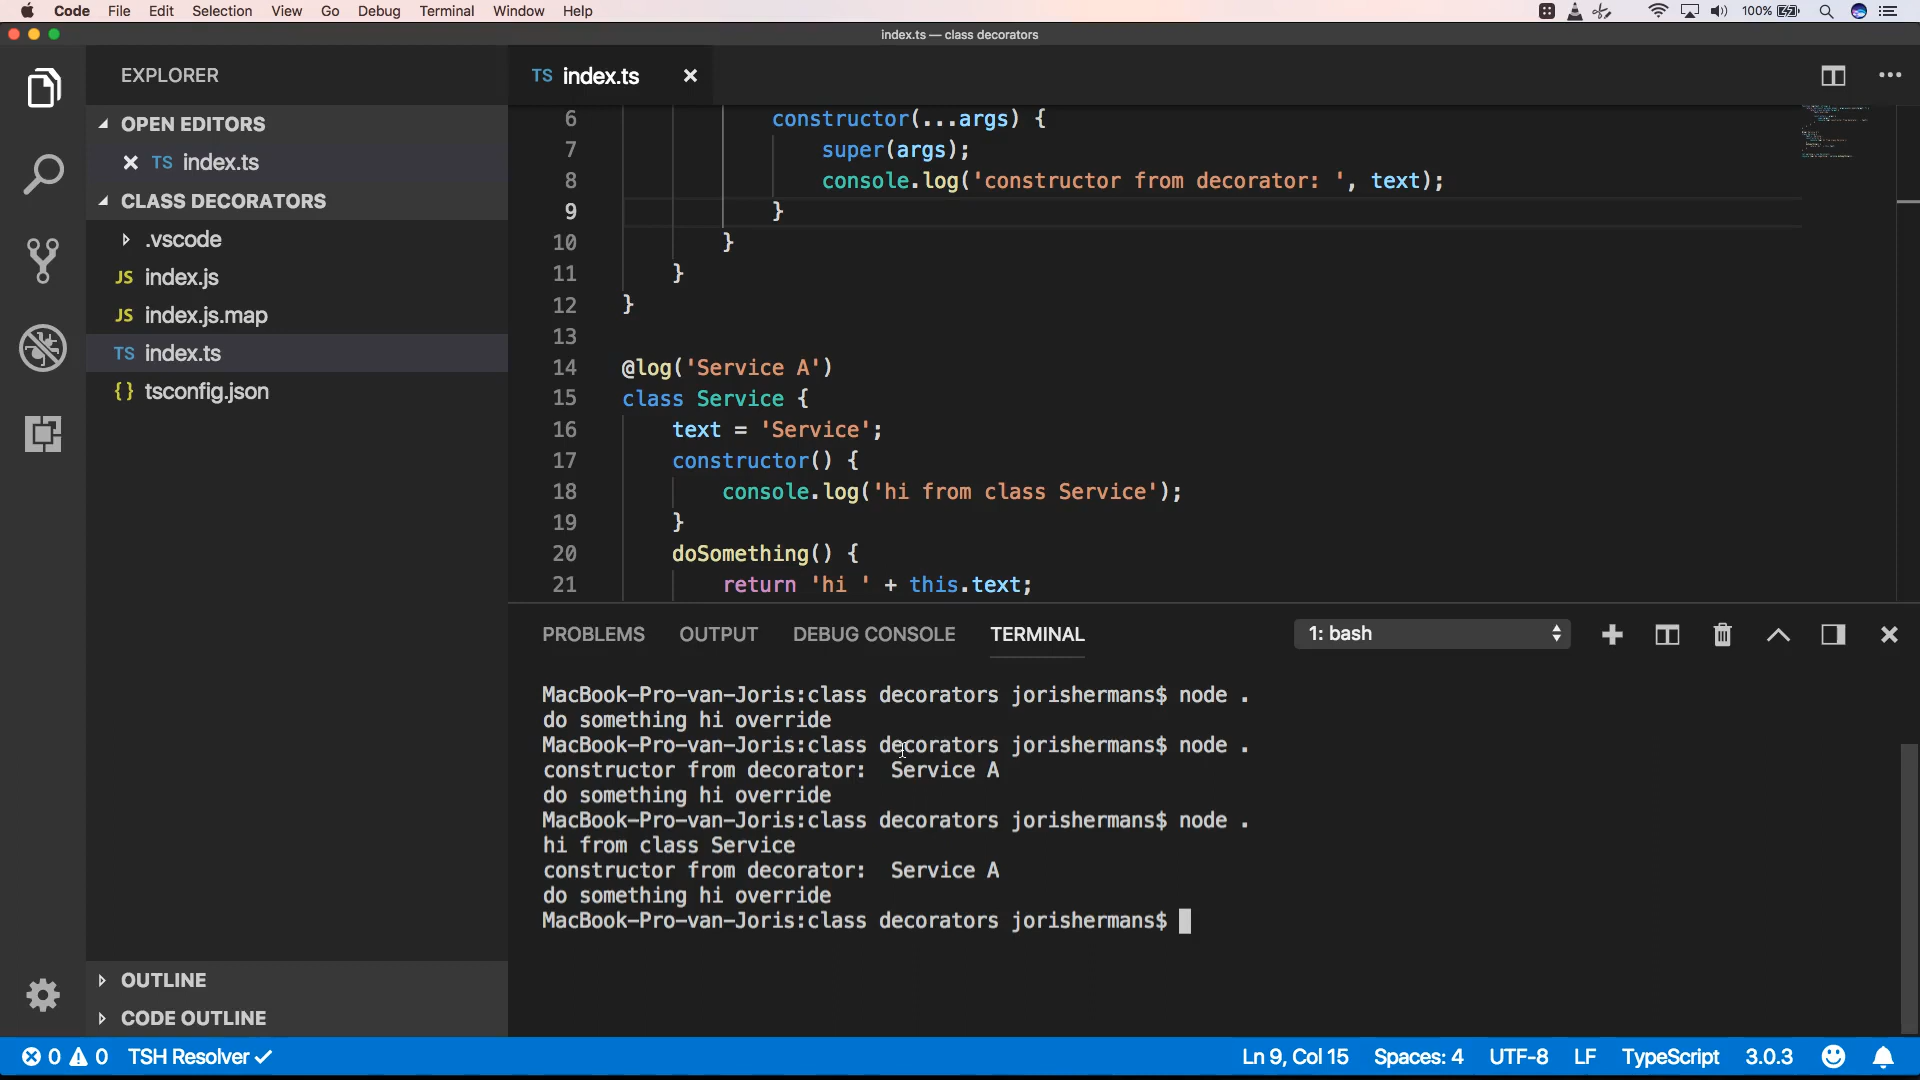 Code File Edit Selection View Go Debug Terminal Window Help 100%
index.ts — class decorators
EXPLORER
OPEN EDITORS
TS index.ts
CLASS DECORATORS
.vscode
JS index.js
JS index.js.map
TS index.ts
{} tsconfig.json
OUTLINE
CODE OUTLINE
TS index.ts
6 constructor(...args) {
7 super(args);
8 console.log('constructor from decorator: ', text);
9 }
10 }
11 }
12 }
13
14 @log('Service A')
15 class Service {
16 text = 'Service';
17 constructor() {
18 console.log('hi from class Service');
19 }
20 doSomething() {
21 return 'hi ' + this.text;
PROBLEMS OUTPUT DEBUG CONSOLE TERMINAL 1: bash
MacBook-Pro-van-Joris:class decorators jorishermans$ node .
do something hi override
MacBook-Pro-van-Joris:class decorators jorishermans$ node .
constructor from decorator:  Service A
do something hi override
MacBook-Pro-van-Joris:class decorators jorishermans$ node .
hi from class Service
constructor from decorator:  Service A
do something hi override
MacBook-Pro-van-Joris:class decorators jorishermans$
0 0 TSH Resolver Ln 9, Col 15 Spaces: 4 UTF-8 LF TypeScript 3.0.3